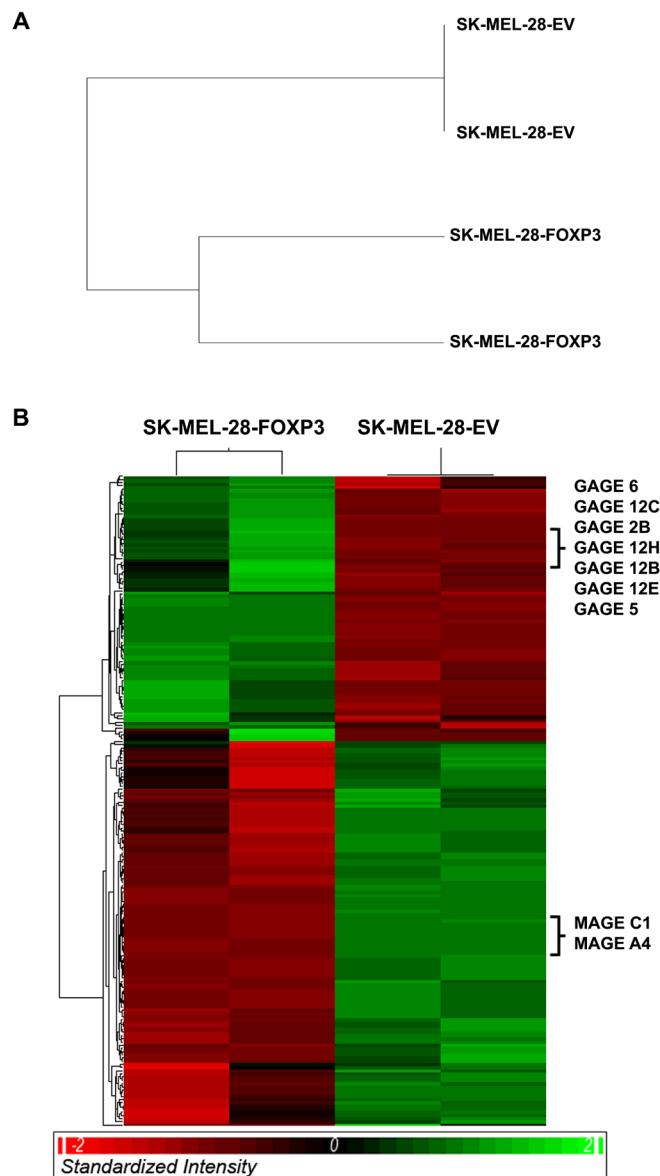 A
SK-MEL-28-EV
SK-MEL-28-EV
SK-MEL-28-FOXP3
SK-MEL-28-FOXP3
B
SK-MEL-28-FOXP3 SK-MEL-28-EV
GAGE 6
GAGE 12C
GAGE 2B
GAGE 12H
GAGE 12B
GAGE 12E
GAGE 5
MAGE C1
MAGE A4
-2 0 2
Standardized Intensity